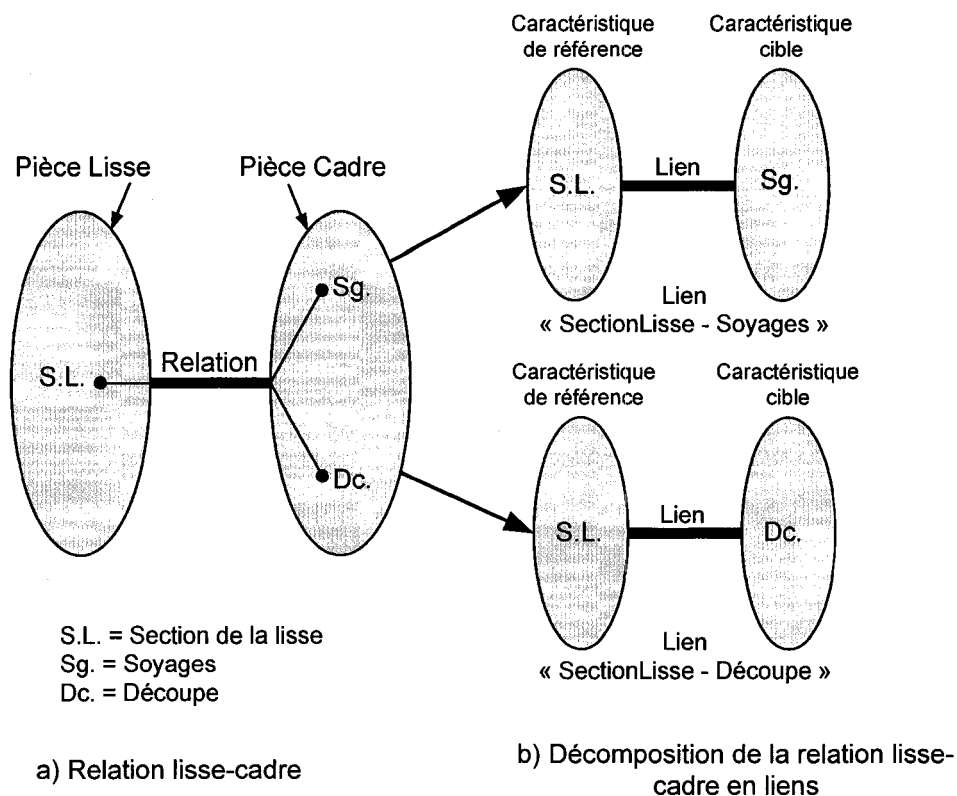 Pièce Lisse
Pièce Cadre
S.L.
Relation
Sg.
Dc.
S.L. = Section de la lisse
Sg. = Soyages
Dc. = Découpe
a) Relation lisse-cadre
Caractéristique
de référence
Caractéristique
cible
S.L.
Lien
Sg.
Lien
« SectionLisse - Soyages »
Caractéristique
de référence
Caractéristique
cible
S.L.
Lien
Dc.
Lien
« SectionLisse - Découpe »
b) Décomposition de la relation lisse-
cadre en liens